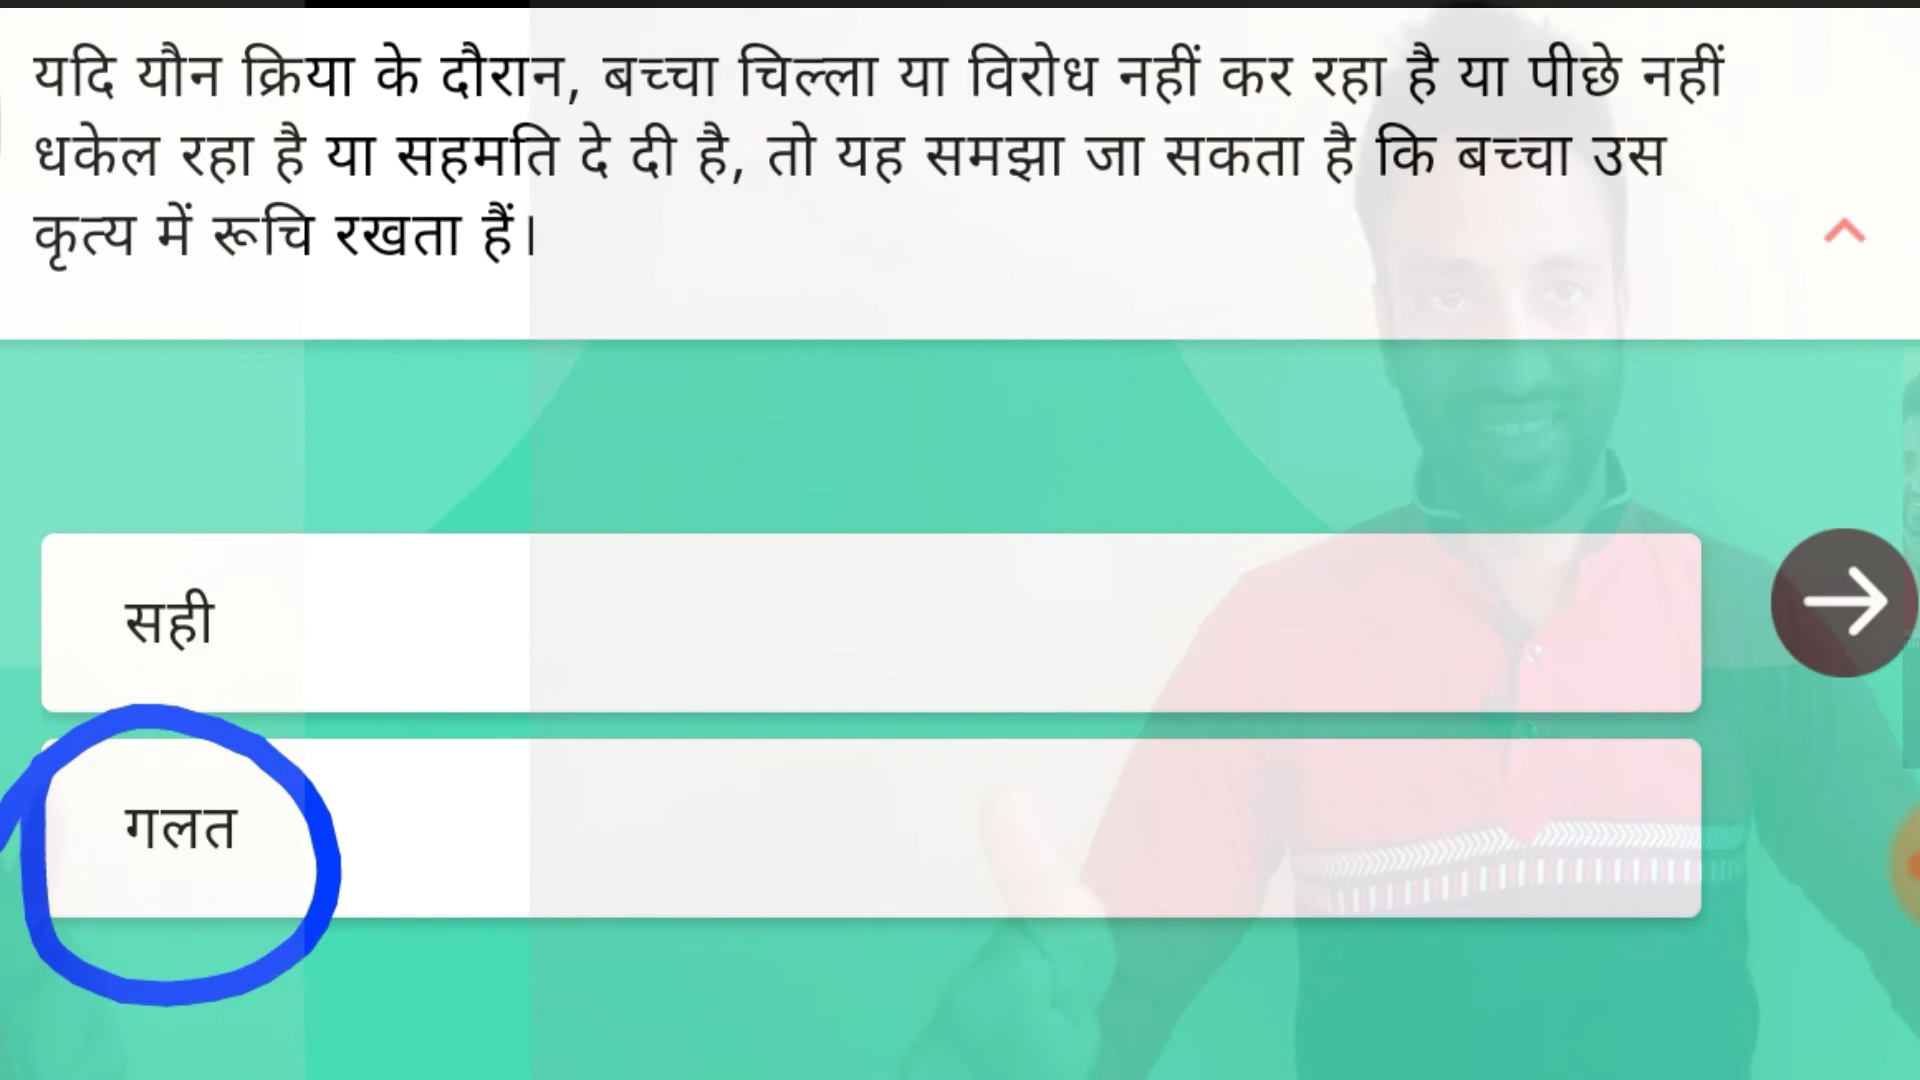 यदि यौन क्रिया के दौरान, बच्चा चिल्ला या विरोध नहीं कर रहा है या पीछे नहीं
धकेल रहा है या सहमति दे दी है, तो यह समझा जा सकता है कि बच्चा उस
कृत्य में रूचि रखता हैं।
सही
गलत